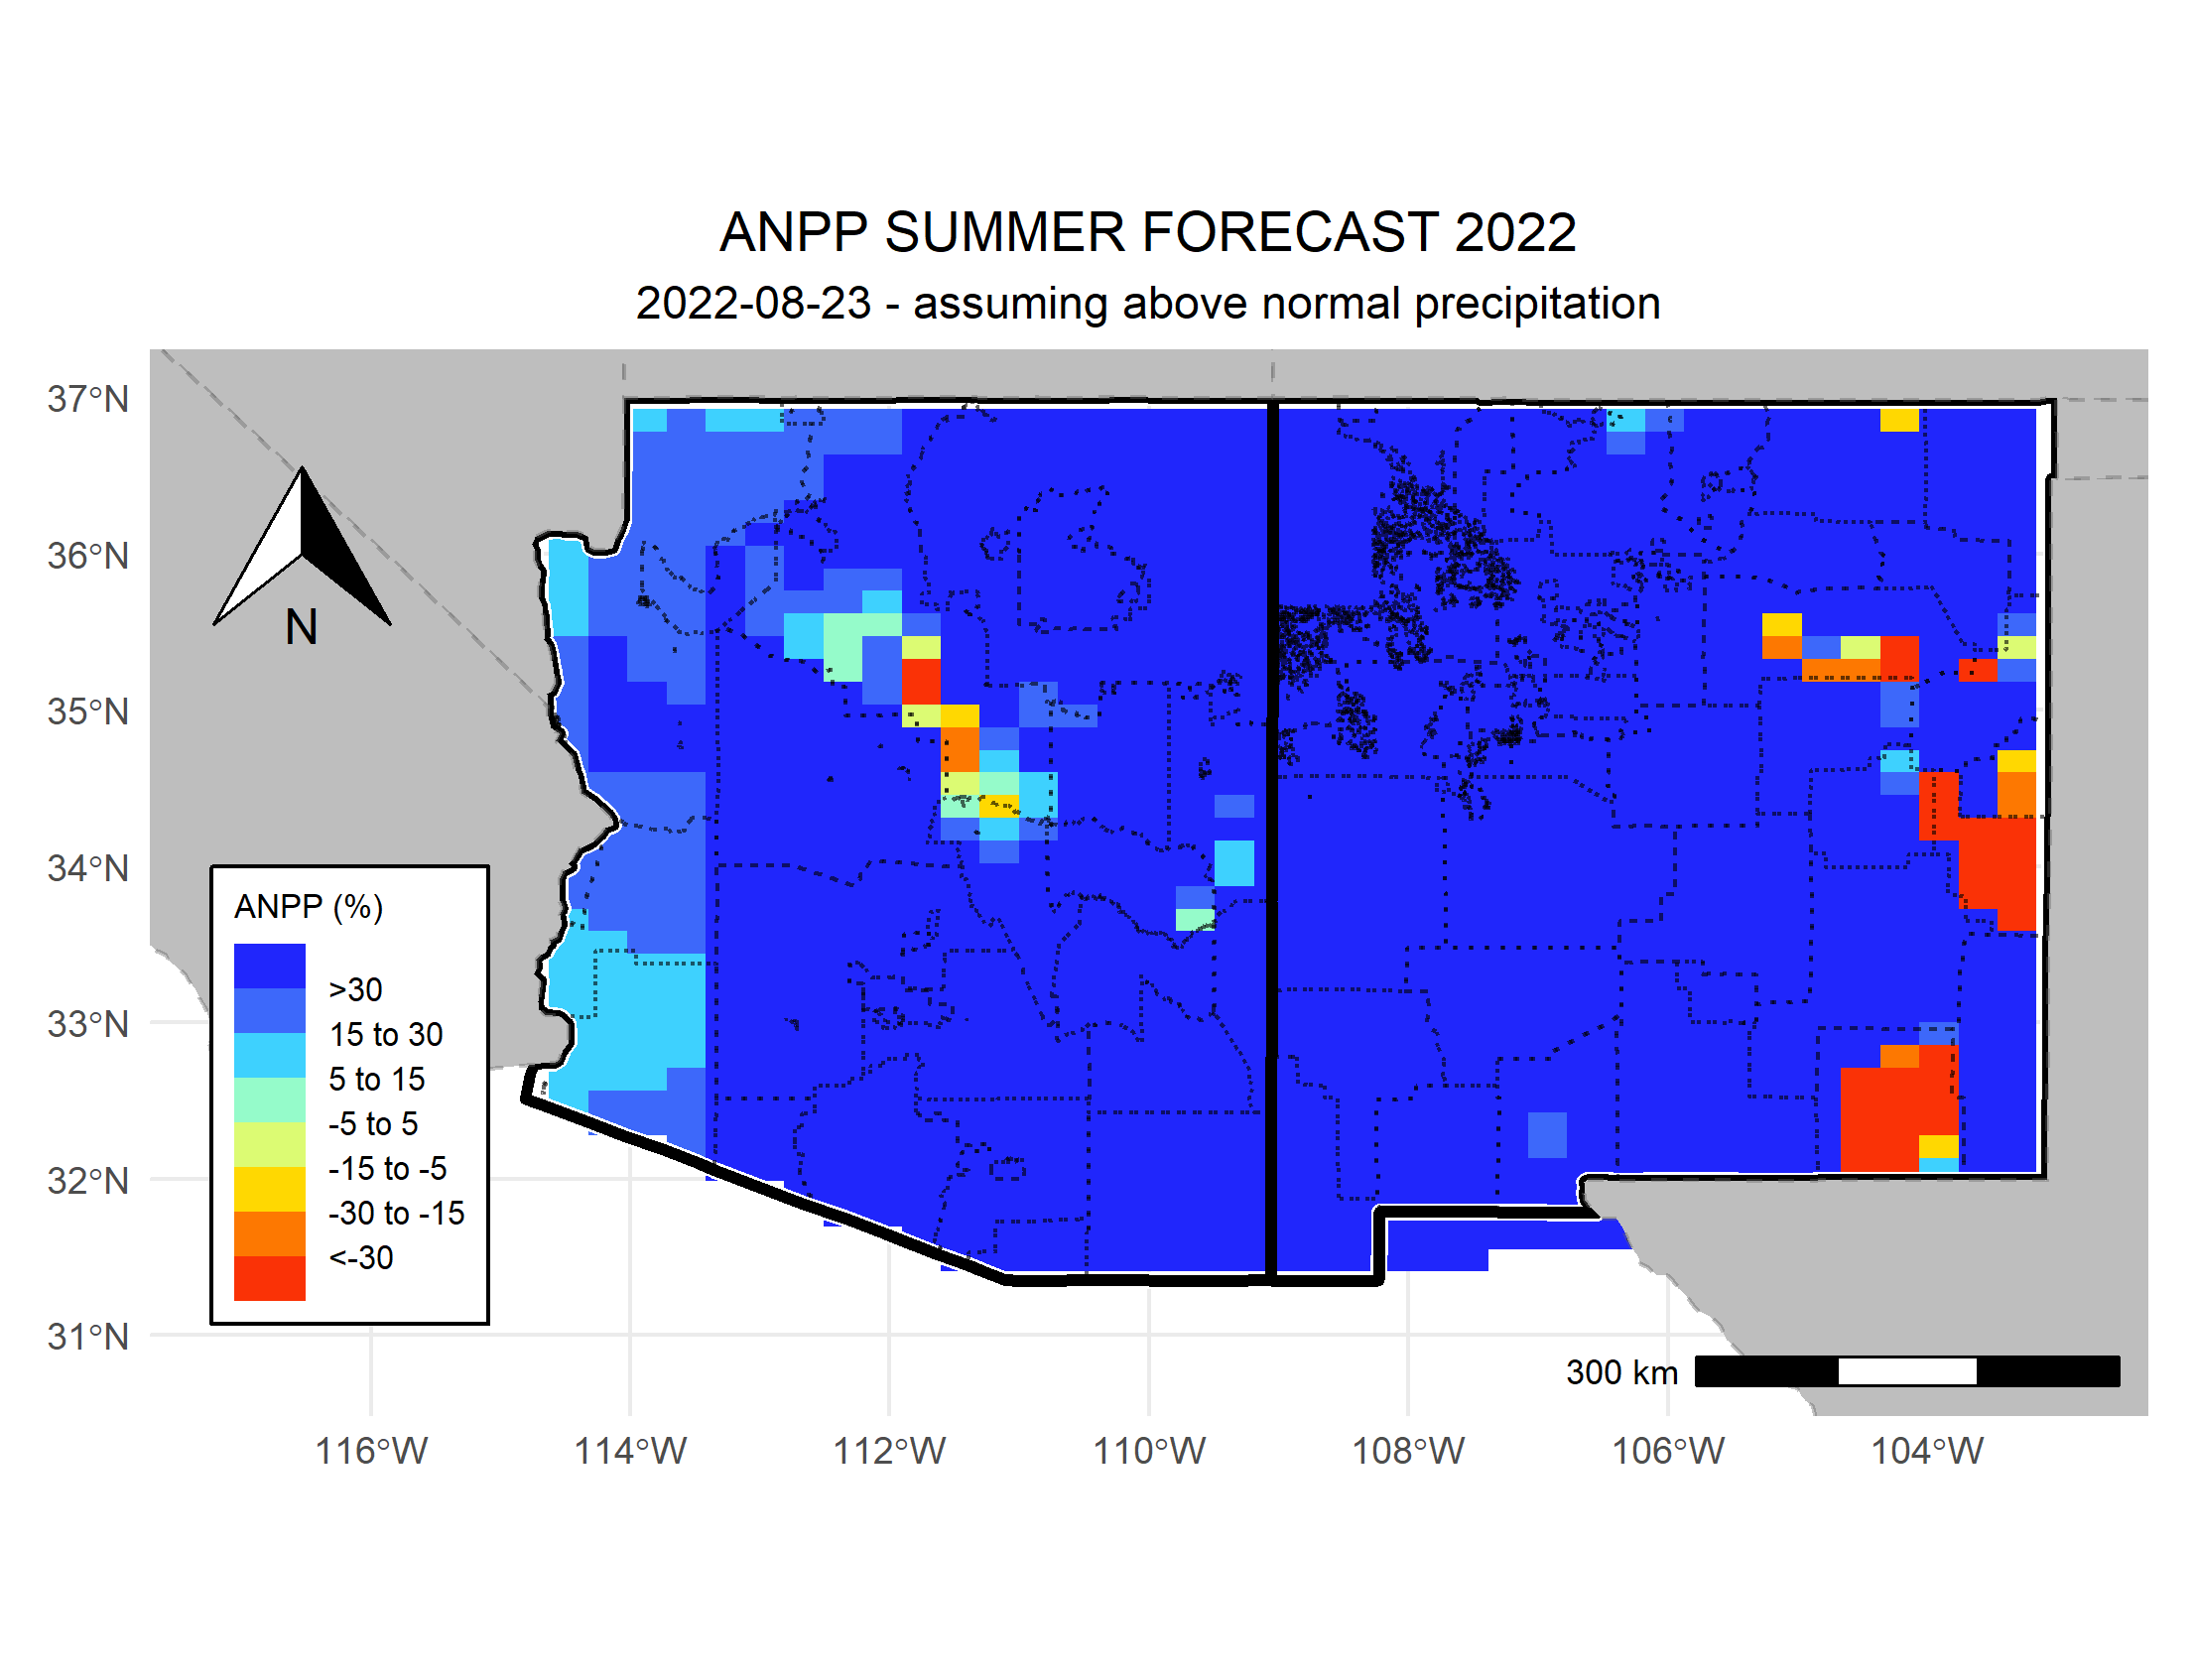 ANPP SUMMER FORECAST 2022
2022-08-23 - assuming above normal precipitation
37°N
36°N
35°N
34°N
33°N
32°N
31°N
N
ANPP (%)
>30
15 to 30
5 to 15
-5 to 5
-15 to -5
-30 to -15
<-30
300 km
116°W
114°W
112°W
110°W
108°W
106°W
104°W